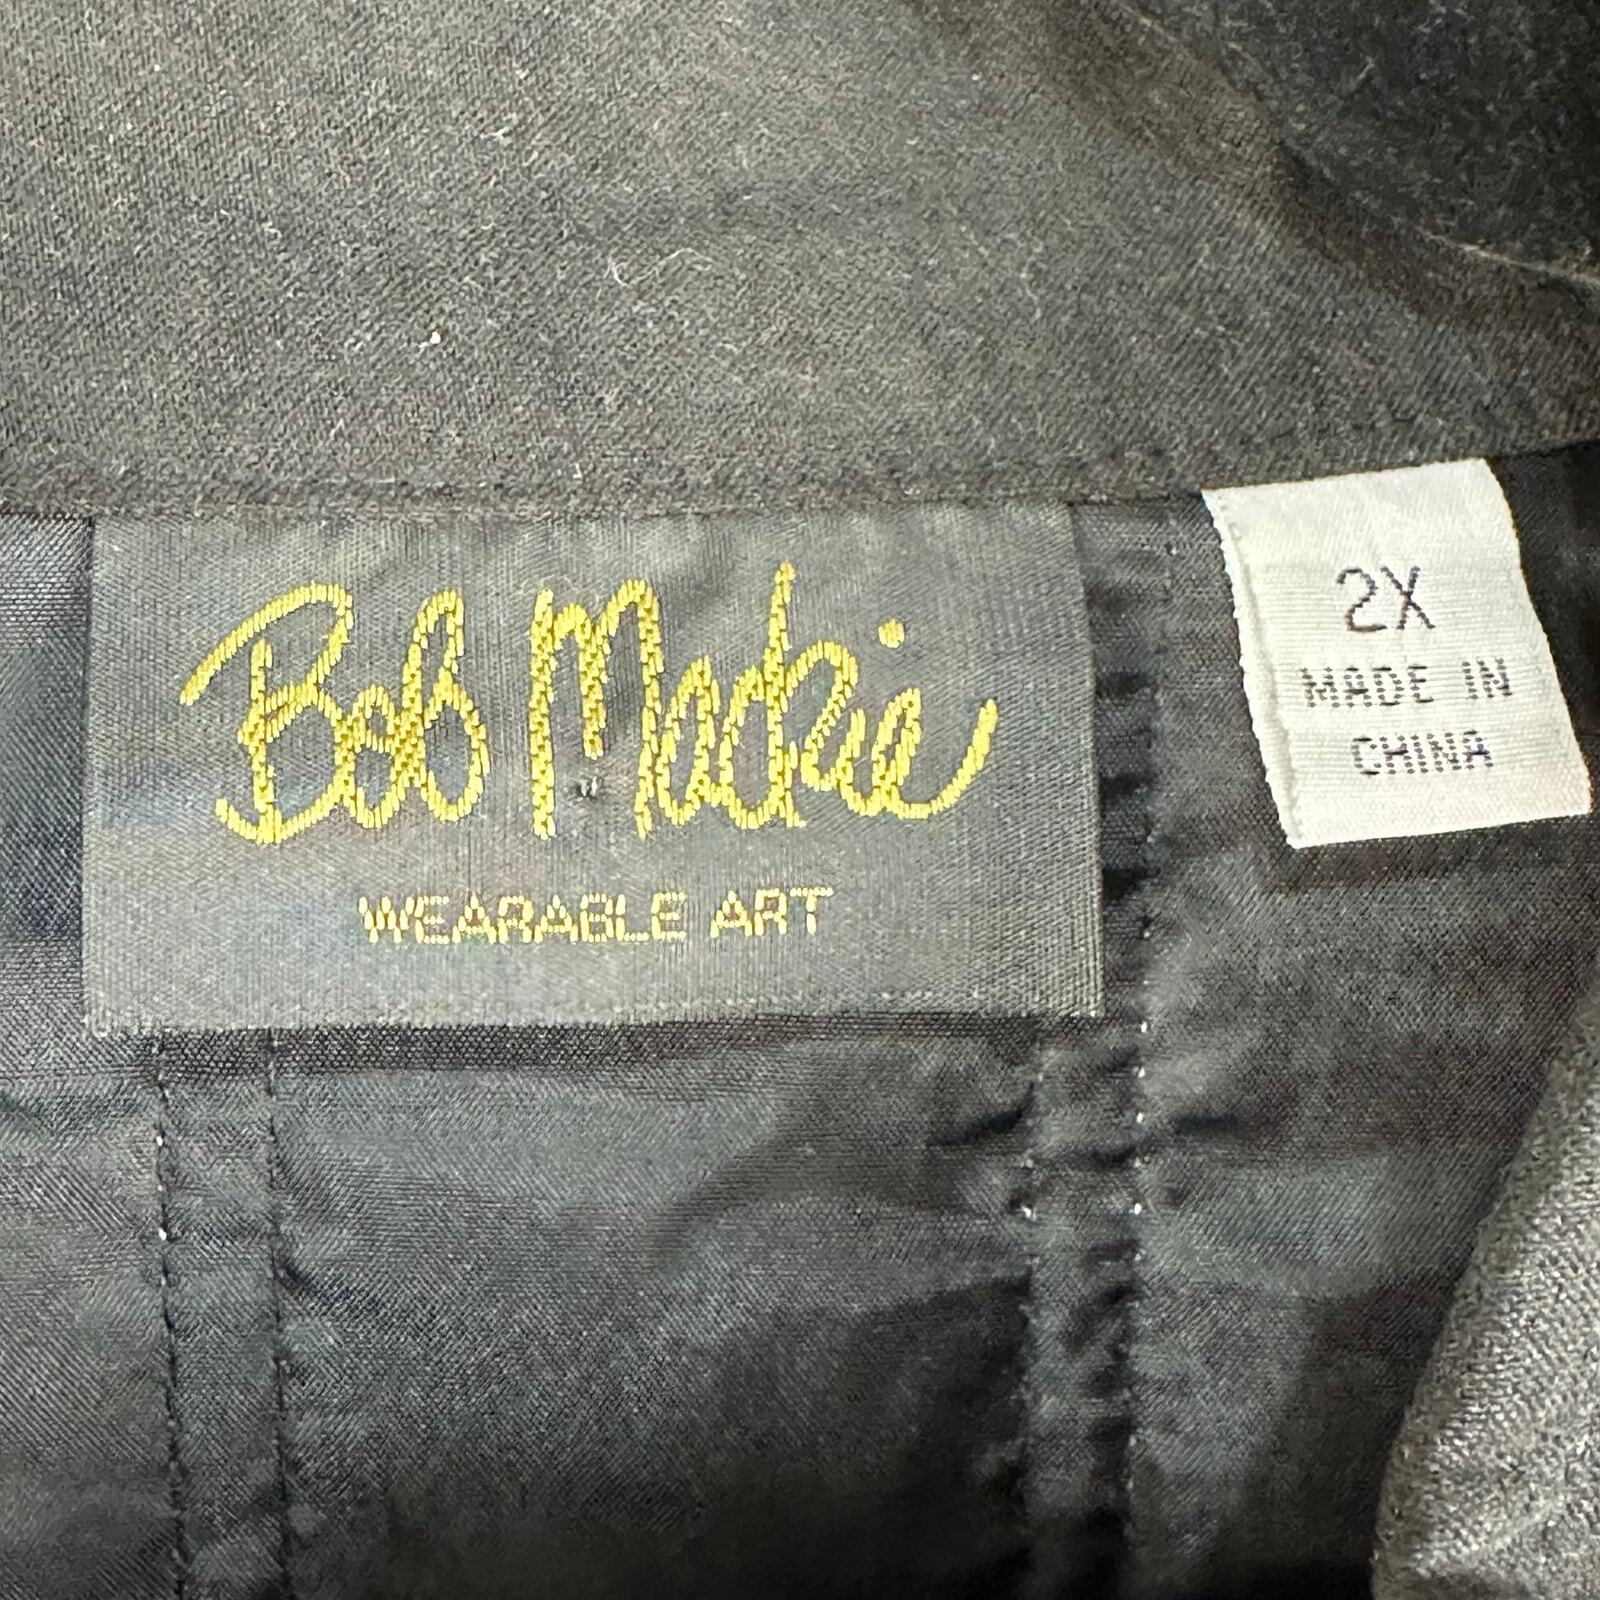 Bob Mackie
WEARABLE ART
2X
MADE IN
CHINA